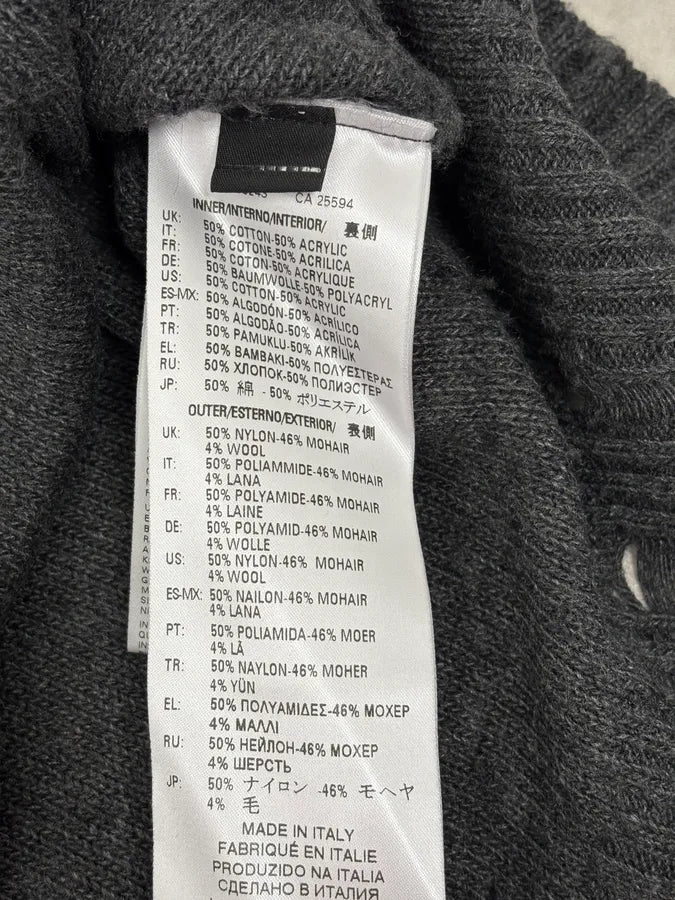 CA 25594
INNER/INTERNO/INTERIOR/ 裏側
UK: 50% COTTON-50% ACRYLIC
IT: 50% COTONE-50% ACRILICA
FR: 50% COTON-50% ACRYLIQUE
DE: 50% BAUMWOLLE-50% POLYACRYL
US: 50% COTTON-50% ACRYLIC
ES-MX: 50% ALGODÓN-50% ACRÍLICO
PT: 50% ALGODÃO-50% ACRÍLICA
TR: 50% PAMUKLU-50% AKRİLİK
EL: 50% BAMBAKI-50% ΠΟΛΥΕΣΤΕΡΑΣ
RU: 50% ХЛОПОК-50% ПОЛИЭСТЕР
JP: 50% 綿 - 50% ポリエステル
OUTER/ESTERNO/EXTERIOR/ 表側
UK: 50% NYLON-46% MOHAIR
4% WOOL
IT: 50% POLIAMMIDE-46% MOHAIR
4% LANA
FR: 50% POLYAMIDE-46% MOHAIR
4% LAINE
DE: 50% POLYAMID-46% MOHAIR
4% WOLLE
US: 50% NYLON-46% MOHAIR
4% WOOL
ES-MX: 50% NAILON-46% MOHAIR
4% LANA
PT: 50% POLIAMIDA-46% MOER
4% LÃ
TR: 50% NAYLON-46% MOHER
4% YÜN
EL: 50% ΠΟΛΥΑΜΙΔΕΣ-46% ΜΟΧΕΡ
4% ΜΑΛΛΙ
RU: 50% НЕЙЛОН-46% МОХЕР
4% ШЕРСТЬ
JP: 50% ナイロン -46% モヘヤ
4% 毛
MADE IN ITALY
FABRIQUÉ EN ITALIE
PRODUZIDO NA ITALIA
СДЕЛАНО В ИТАЛИЯ